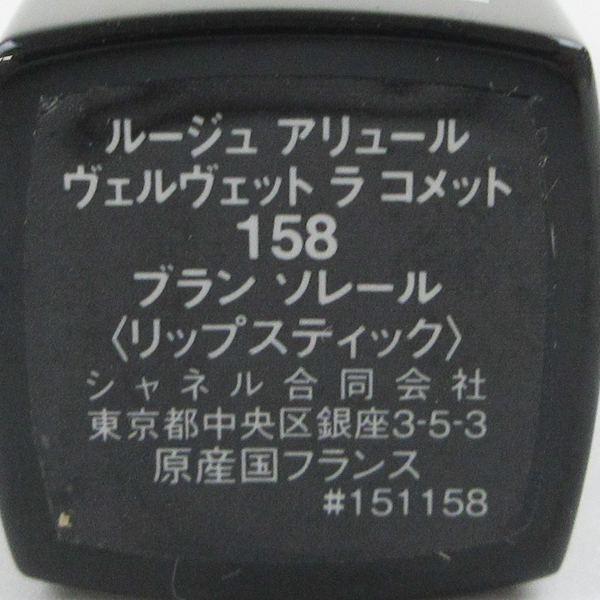 ルージュ アリュール
ヴェルヴェット ラ コメット
158
ブラン ソレール
〈リップスティック〉
シャネル合同会社
東京都中央区銀座3-5-3
原産国フランス
#151158